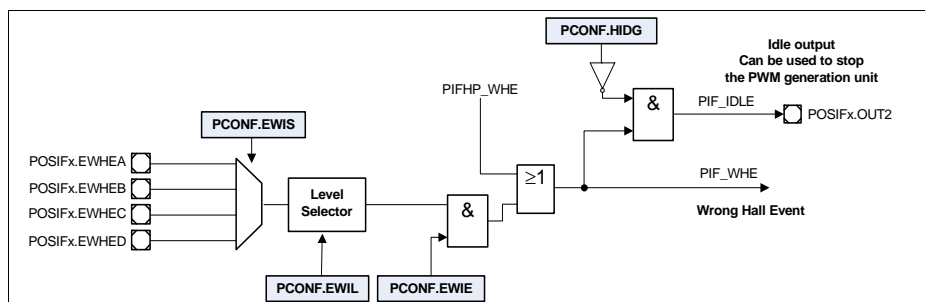 PCONF.HIDG
Idle output
Can be used to stop
the PWM generation unit
PIFHP_WHE
&
PIF_IDLE
POSIFx.OUT2
PCONF.EWIS
POSIFx.EWHEA
POSIFx.EWHEB
POSIFx.EWHEC
POSIFx.EWHED
Level
Selector
&
≥1
PIF_WHE
Wrong Hall Event
PCONF.EWIL
PCONF.EWIE